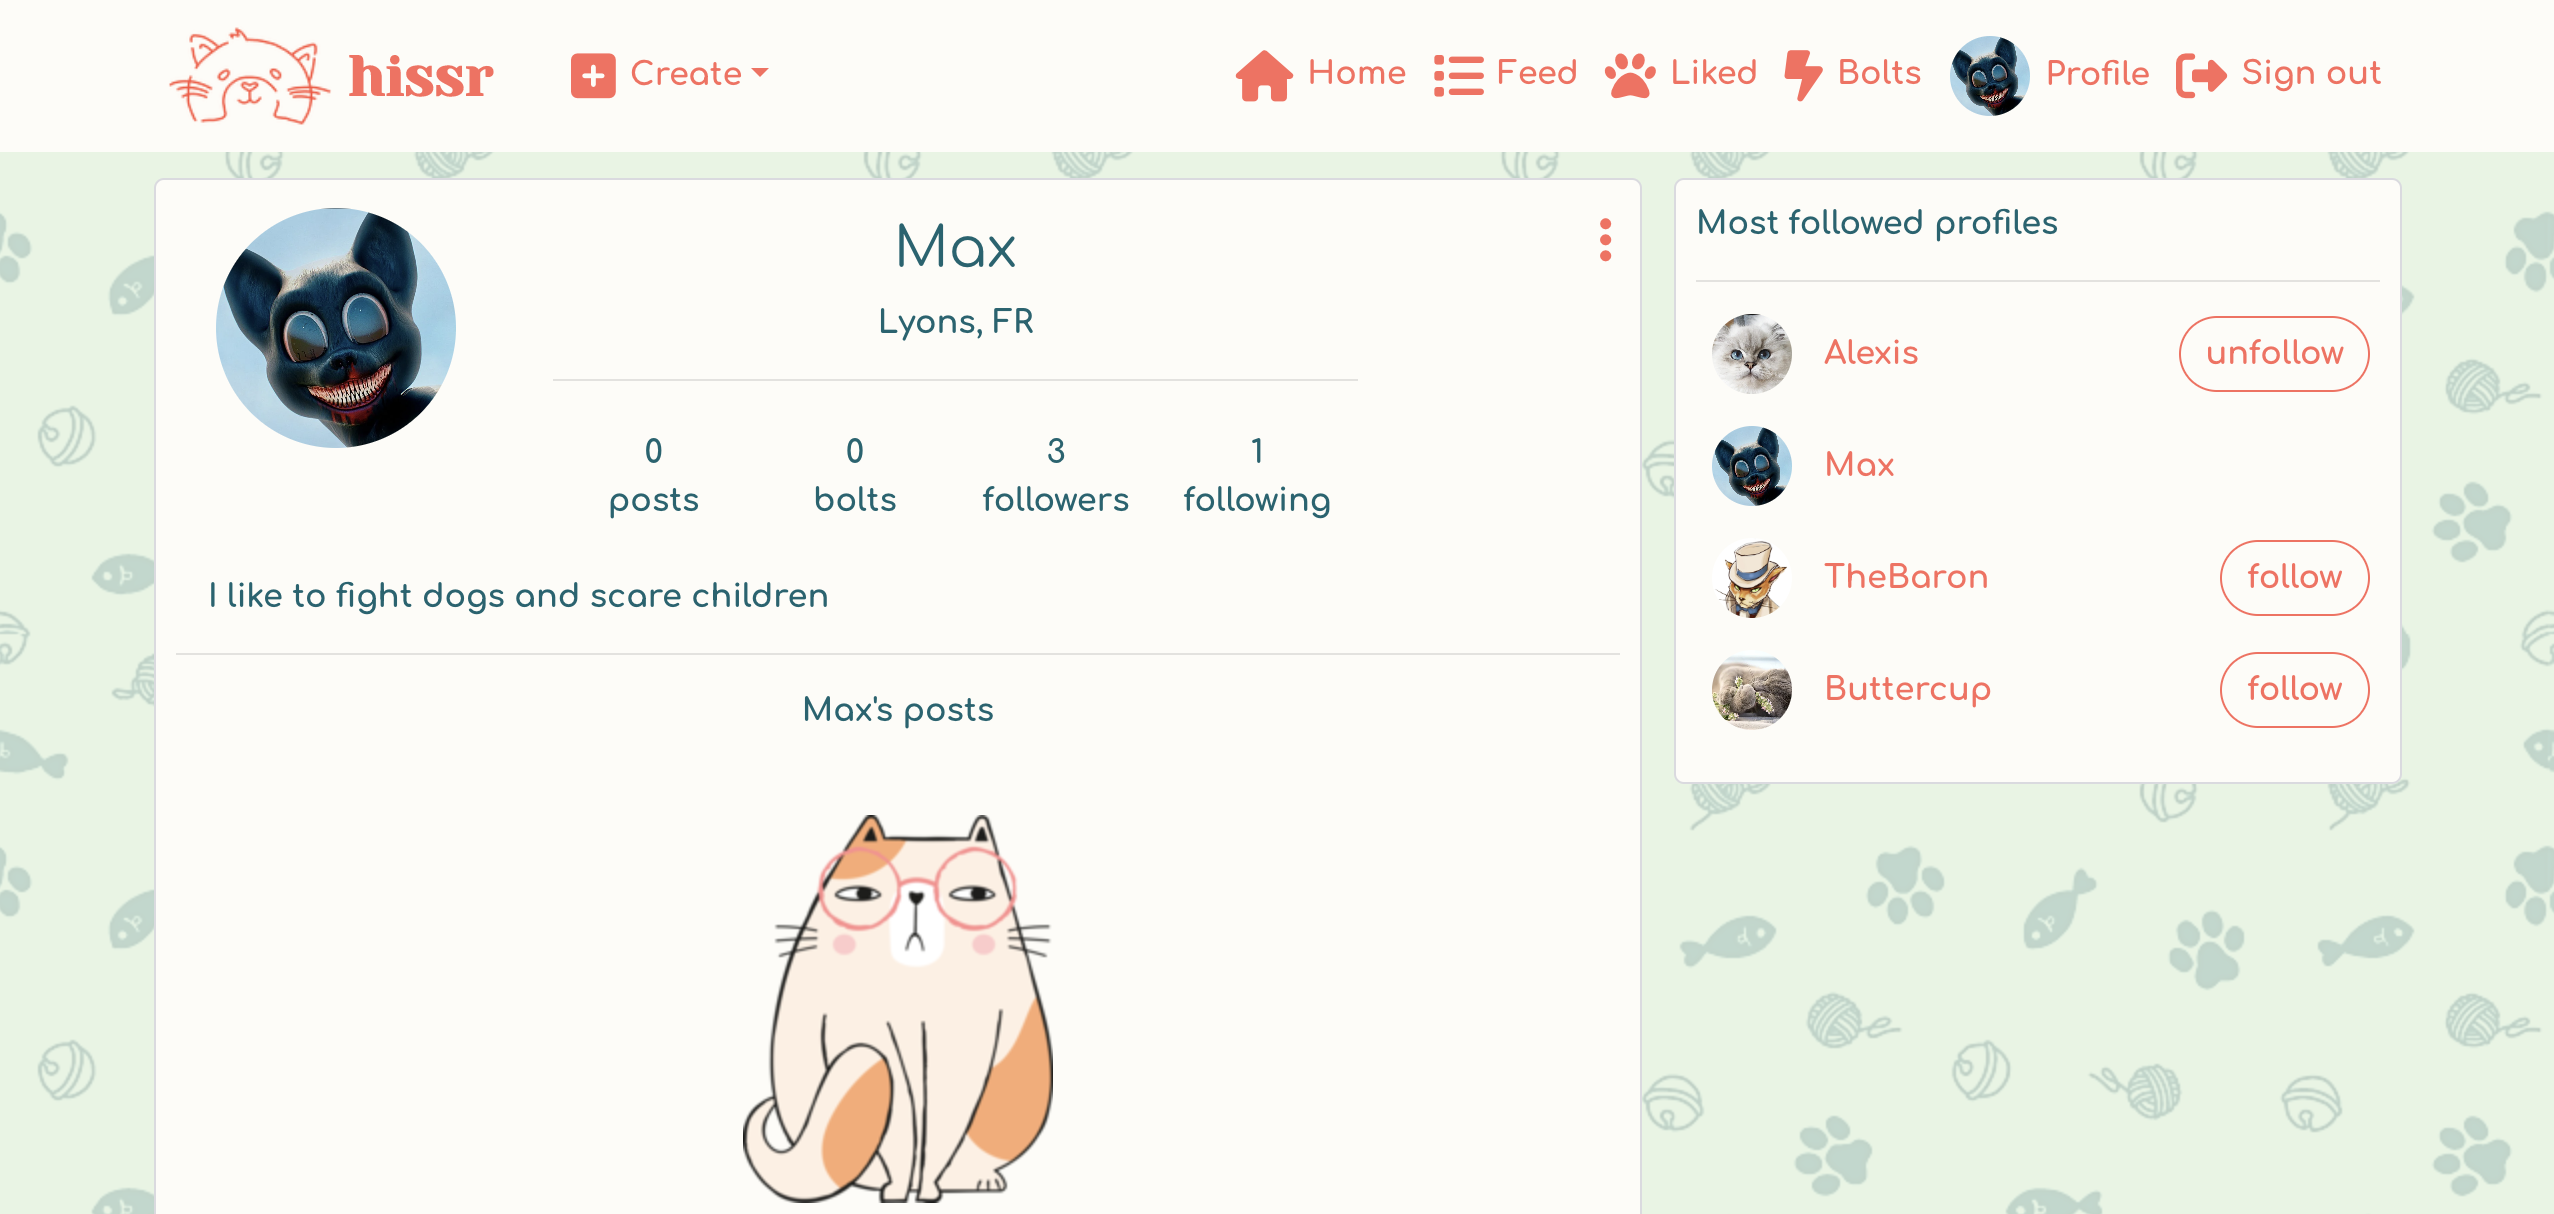 hissr
Create
Home
Feed
Liked
Bolts
Profile
Sign out
Max
Lyons, FR
0
posts
0
bolts
3
followers
1
following
I like to fight dogs and scare children
Max's posts
Most followed profiles
Alexis
unfollow
Max
TheBaron
follow
Buttercup
follow